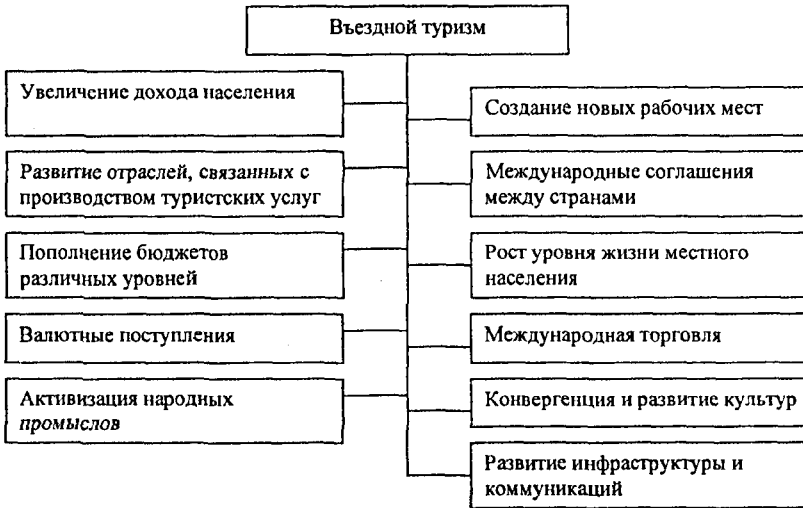 Въездной туризм
Увеличение дохода населения
Развитие отраслей, связанных с
производством туристских услуг
Пополнение бюджетов
различных уровней
Валютные поступления
Активизация народных
промыслов
Создание новых рабочих мест
Международные соглашения
между странами
Рост уровня жизни местного
населения
Международная торговля
Конвергенция и развитие культур
Развитие инфраструктуры и
коммуникаций